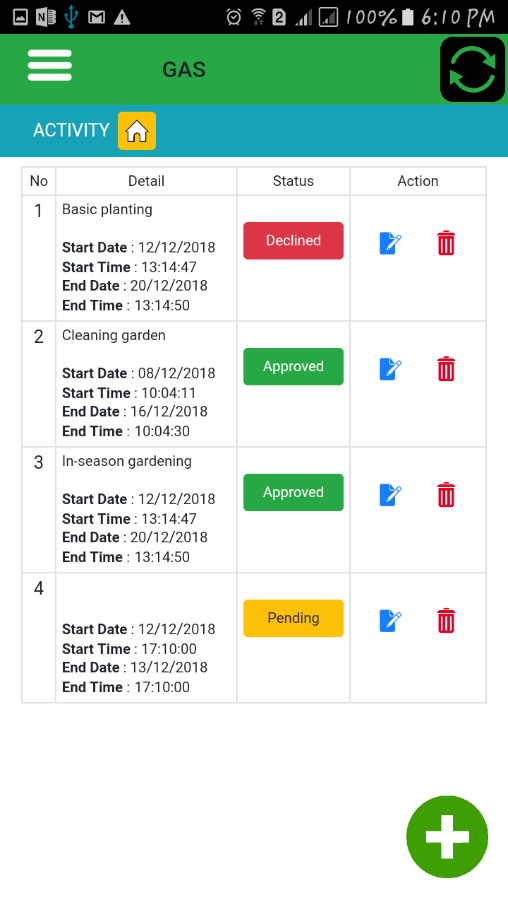 2 100% 6:10 PM
GAS
ACTIVITY
No Detail Status Action
1 Basic planting
Declined
Start Date : 12/12/2018
Start Time : 13:14:47
End Date : 20/12/2018
End Time : 13:14:50
2 Cleaning garden
Approved
Start Date : 08/12/2018
Start Time : 10:04:11
End Date : 16/12/2018
End Time : 10:04:30
3 In-season gardening
Approved
Start Date : 12/12/2018
Start Time : 13:14:47
End Date : 20/12/2018
End Time : 13:14:50
4
Pending
Start Date : 12/12/2018
Start Time : 17:10:00
End Date : 13/12/2018
End Time : 17:10:00